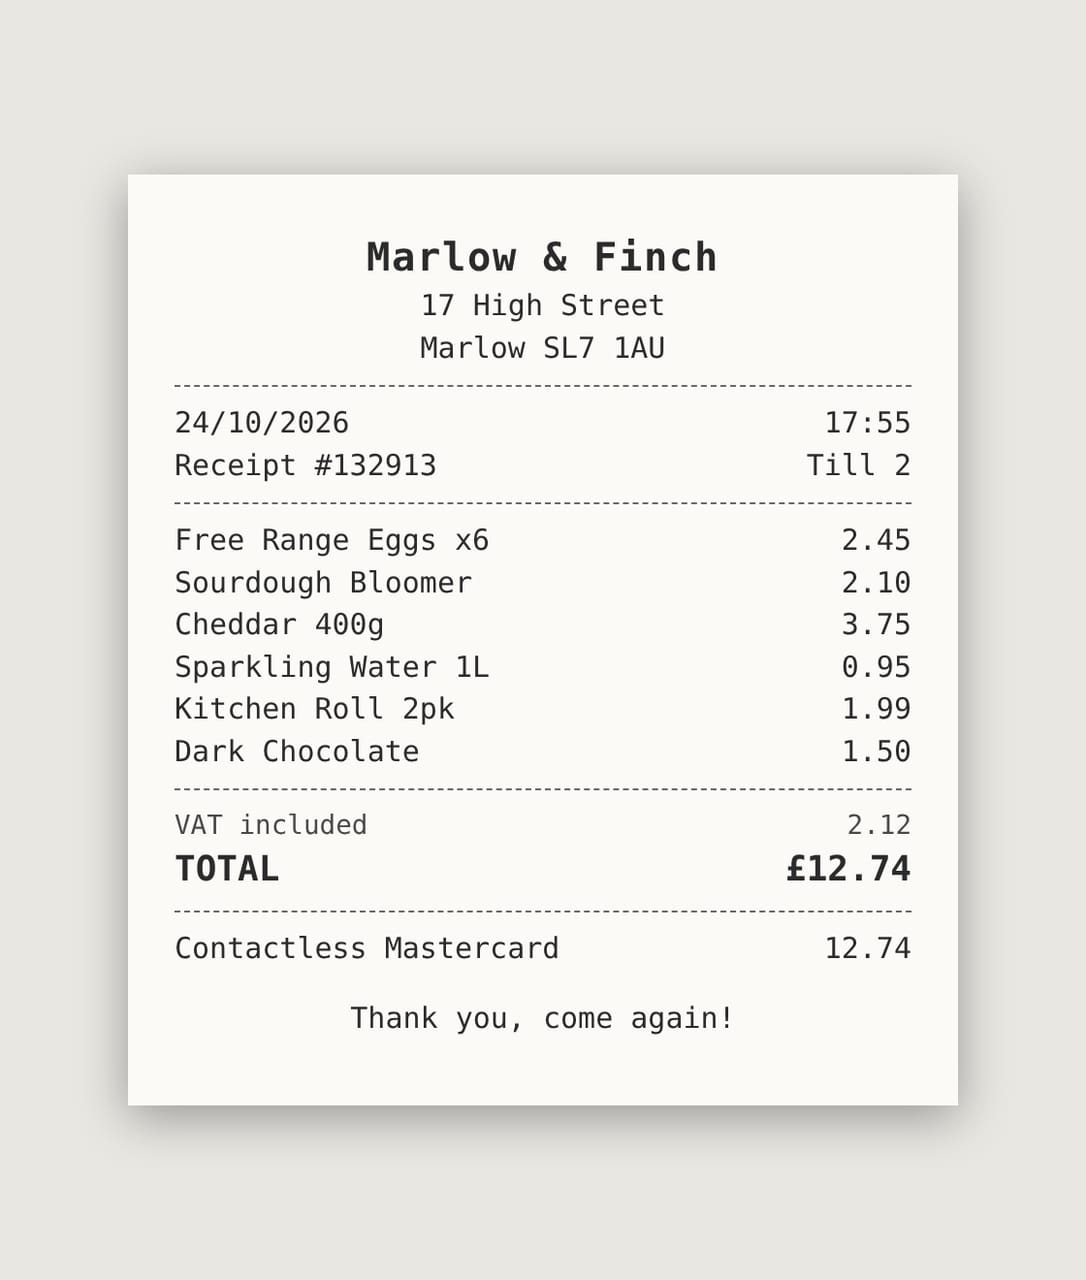 Marlow & Finch
17 High Street
Marlow SL7 1AU
24/10/2026 17:55
Receipt #132913 Till 2
Free Range Eggs x6 2.45
Sourdough Bloomer 2.10
Cheddar 400g 3.75
Sparkling Water 1L 0.95
Kitchen Roll 2pk 1.99
Dark Chocolate 1.50
VAT included 2.12
TOTAL £12.74
Contactless Mastercard 12.74
Thank you, come again!